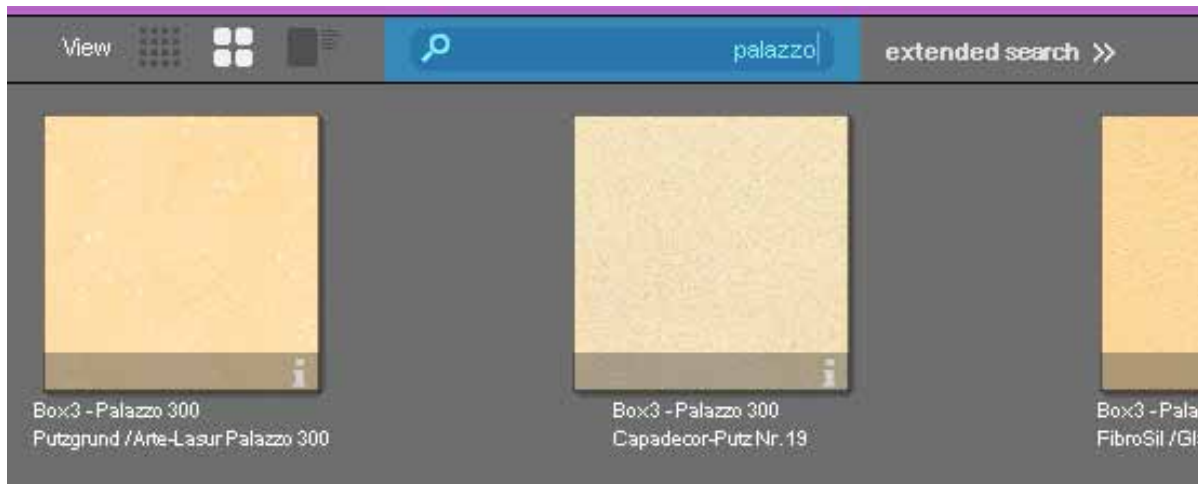 View
palazzo
extended search >>
Box3 - Palazzo 300
Putzgrund / Arte-Lasur Palazzo 300
Box3 - Palazzo 300
Capadecor-Putz Nr. 19
Box3 -
FibroSil /